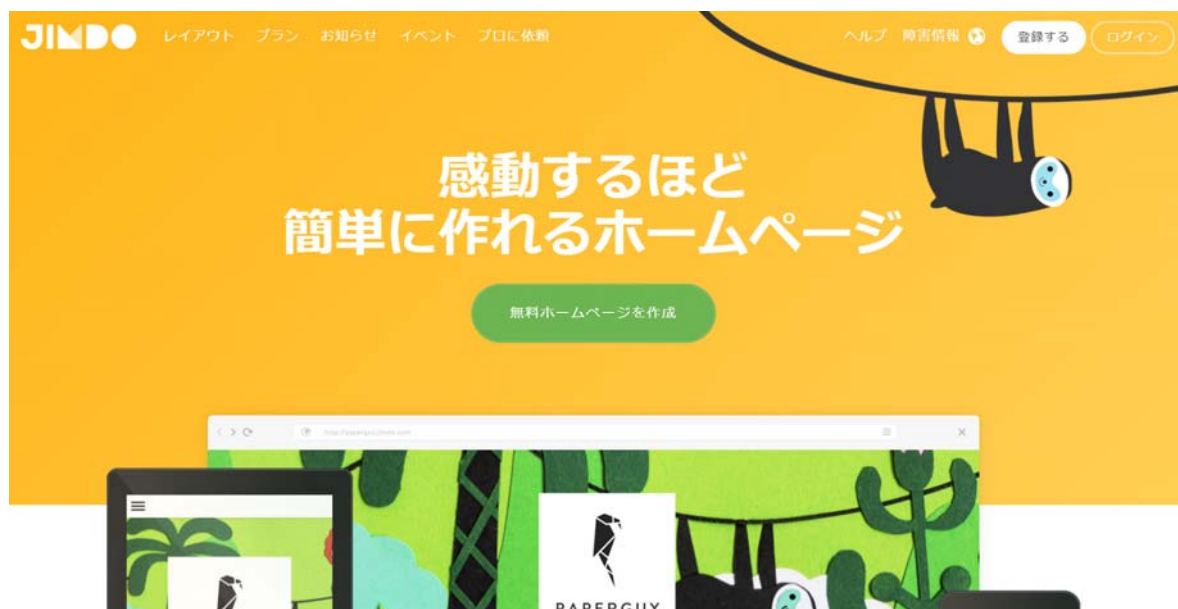 JIMDO
レイアウト プラン お知らせ イベント プロに依頼
ヘルプ 障害情報 登録する ログイン
感動するほど
簡単に作れるホームページ
無料ホームページを作成
PAPERGUY